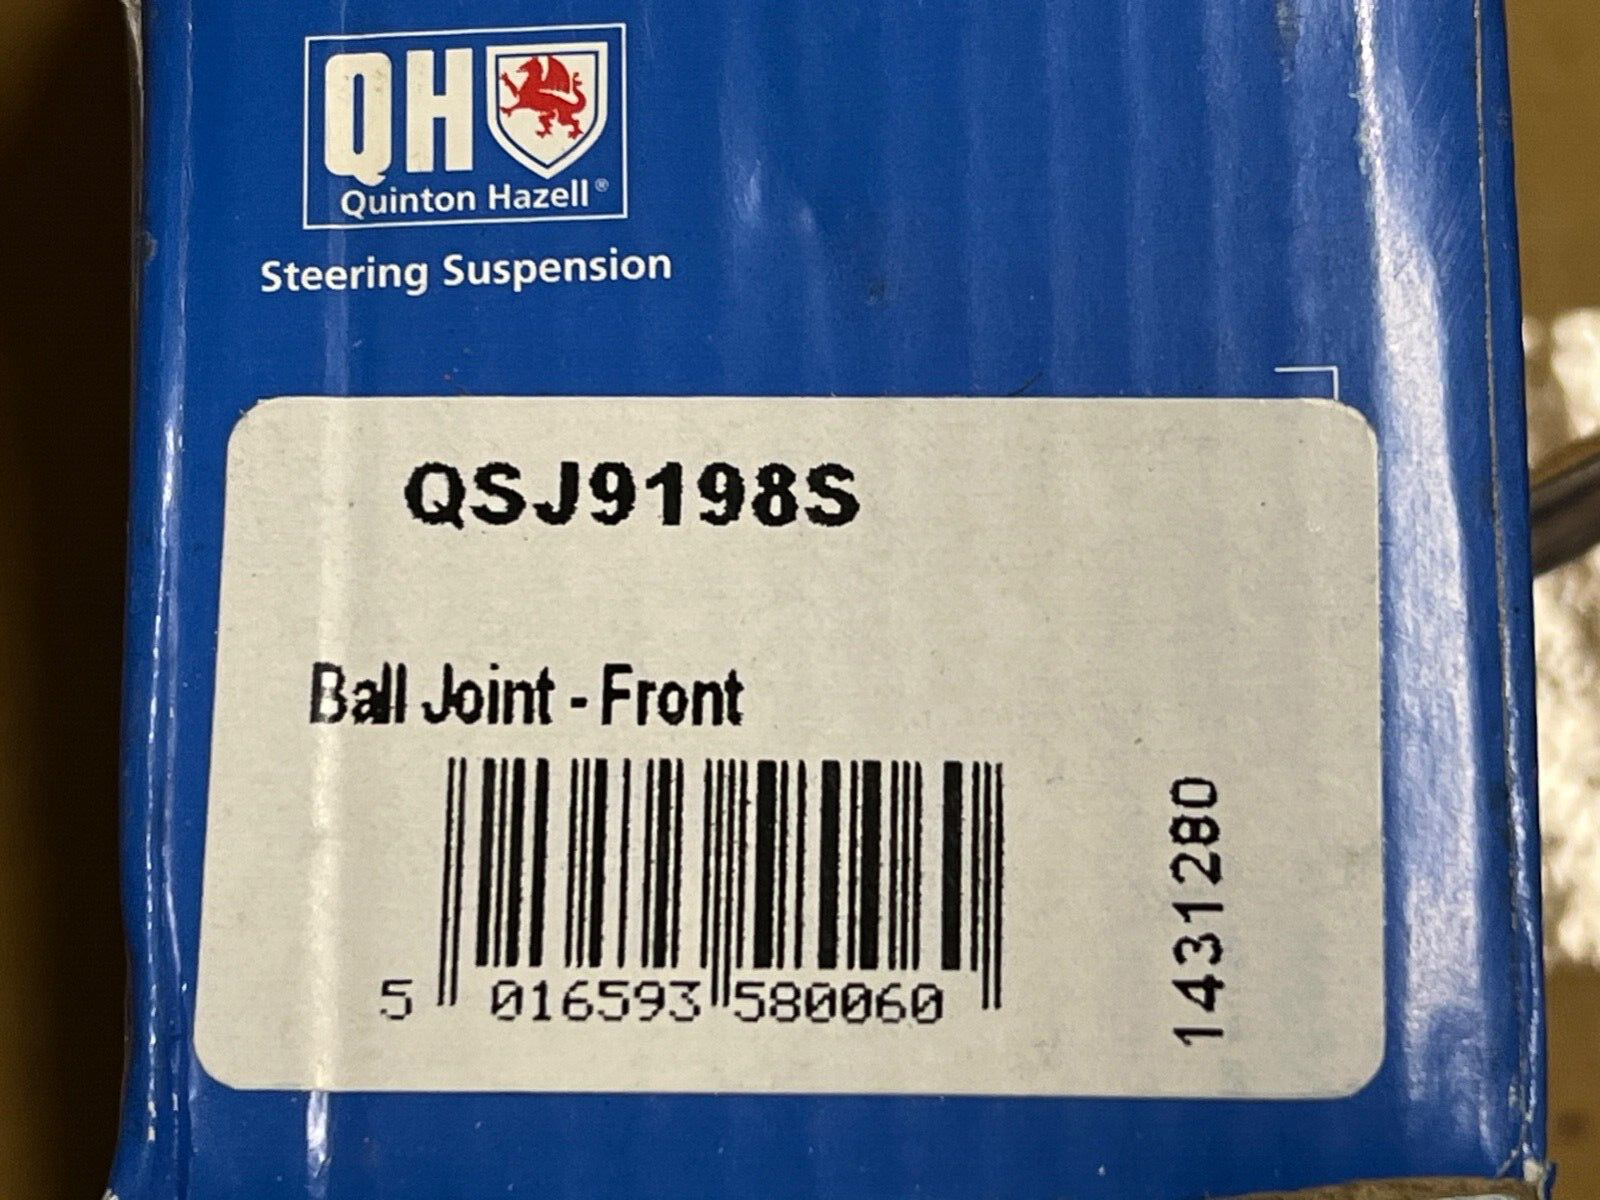 QH
Quinton Hazell®
Steering Suspension
QSJ9198S
Ball Joint - Front
5 016593 580060
1431280